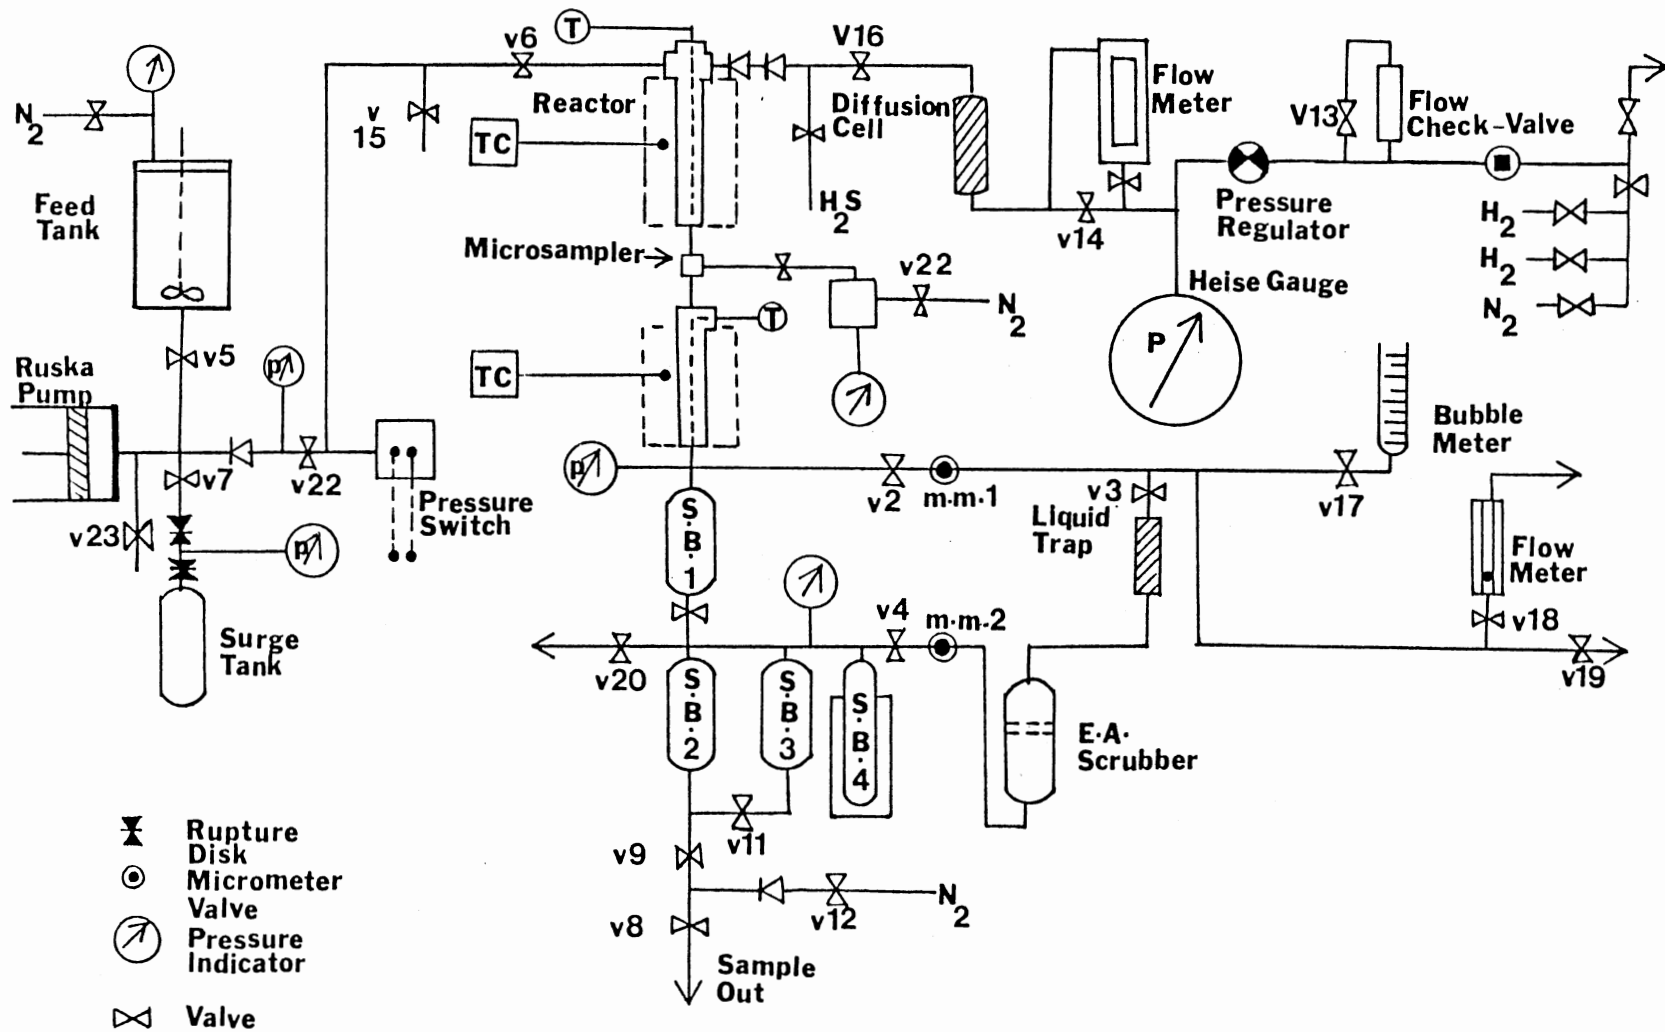 T
v6
V16
N2
v
15
Reactor
TC
Diffusion
Cell
H2S
Flow
Meter
V13
Flow
Check-Valve
Feed
Tank
v14
Pressure
Regulator
H2
H2
N2
Microsampler
v22
N2
Heise Gauge
P
T
v5
TC
Ruska
Pump
p
v7
v22
Pressure
Switch
v23
p
Surge
Tank
p
v2
m.m.1
v3
Liquid
Trap
v17
Bubble
Meter
Flow
Meter
v18
v19
S.B.1
v4
m.m.2
v20
S.B.2
S.B.3
S.B.4
E.A.
Scrubber
v11
v9
v12
N2
v8
Sample
Out
Rupture
Disk
Micrometer
Valve
Pressure
Indicator
Valve